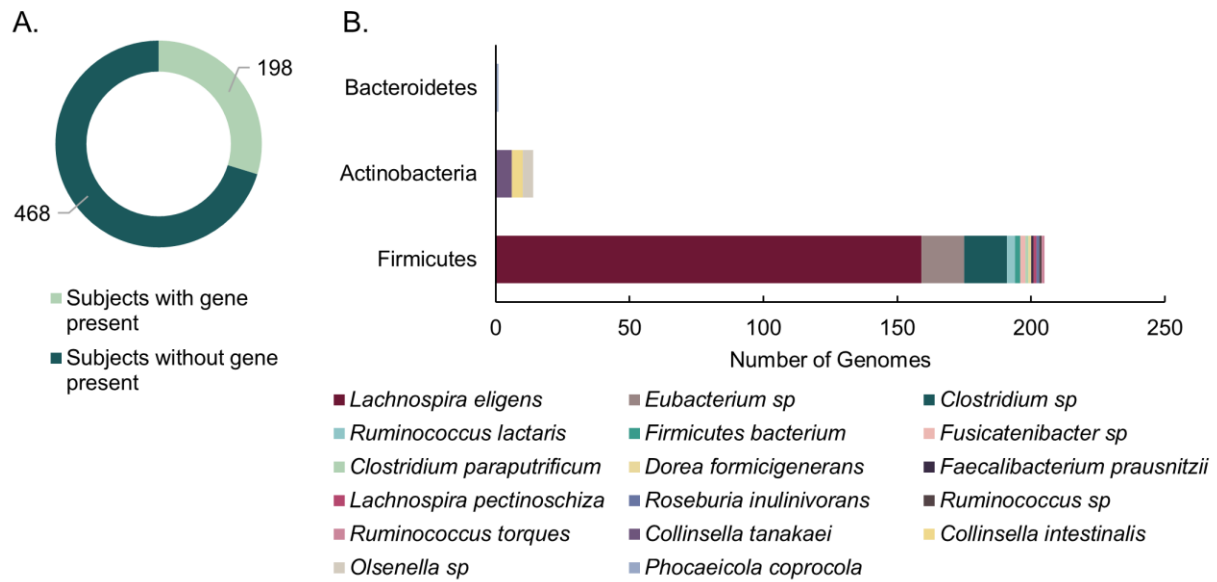 A.
198
468
Subjects with gene
present
Subjects without gene
present
B.
Bacteroidetes
Actinobacteria
Firmicutes
0 50 100 150 200 250
Number of Genomes
Lachnospira eligens Eubacterium sp Clostridium sp
Ruminococcus lactaris Firmicutes bacterium Fusicatenibacter sp
Clostridium paraputrificum Dorea formicigenerans Faecalibacterium prausnitzii
Lachnospira pectinoschiza Roseburia inulinivorans Ruminococcus sp
Ruminococcus torques Collinsella tanakaei Collinsella intestinalis
Olsenella sp Phocaeicola coprocola